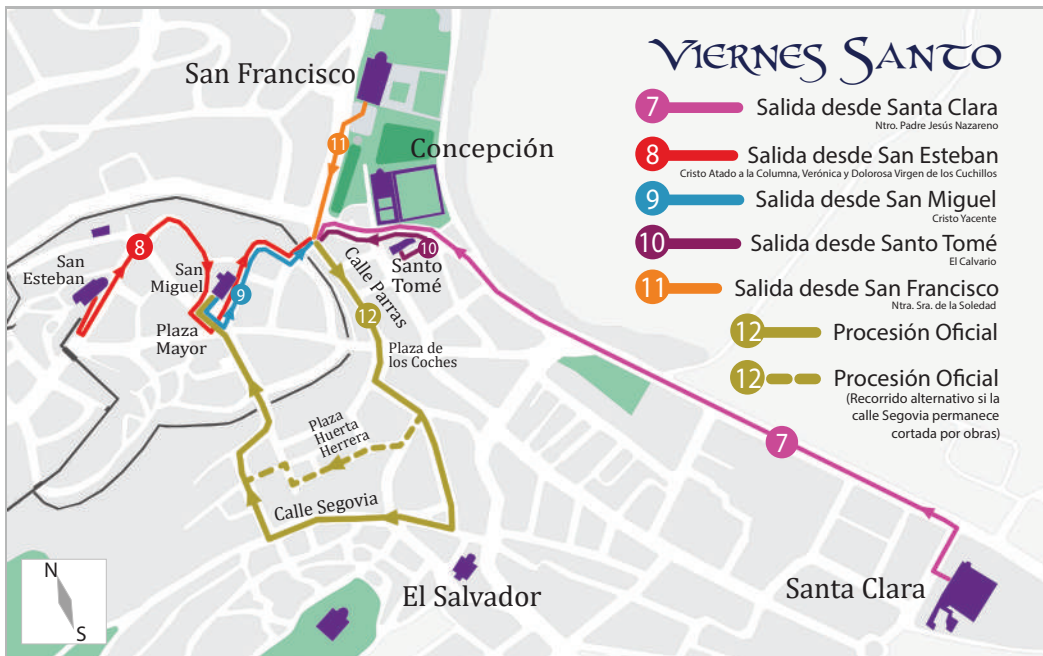 VIERNES SANTO
7 Salida desde Santa Clara
Ntro. Padre Jesús Nazareno
8 Salida desde San Esteban
Cristo Atado a la Columna, Verónica y Dolorosa Virgen de los Cuchillos
9 Salida desde San Miguel
Cristo Yacente
10 Salida desde Santo Tomé
El Calvario
11 Salida desde San Francisco
Ntra. Sra. de la Soledad
12 Procesión Oficial
12 Procesión Oficial
(Recorrido alternativo si la
calle Segovia permanece
cortada por obras)
San Francisco
11
Concepción
8
San
Esteban
San
Miguel
9
Plaza
Mayor
10
Santo
Tomé
Calle Parras
12
Plaza de
los Coches
Plaza
Huerta
Herrera
7
Calle Segovia
El Salvador
Santa Clara
N
S